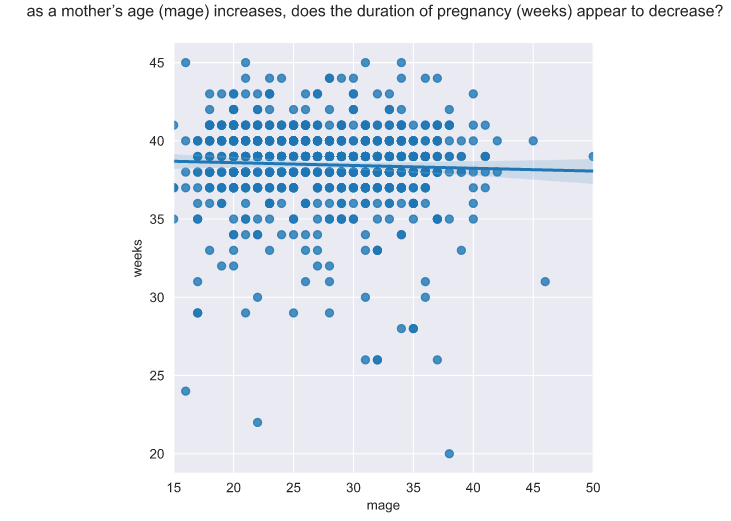 as a mother’s age (mage) increases, does the duration of pregnancy (weeks) appear to decrease?
45
40
35
30
25
20
weeks
15 20 25 30 35 40 45 50
mage